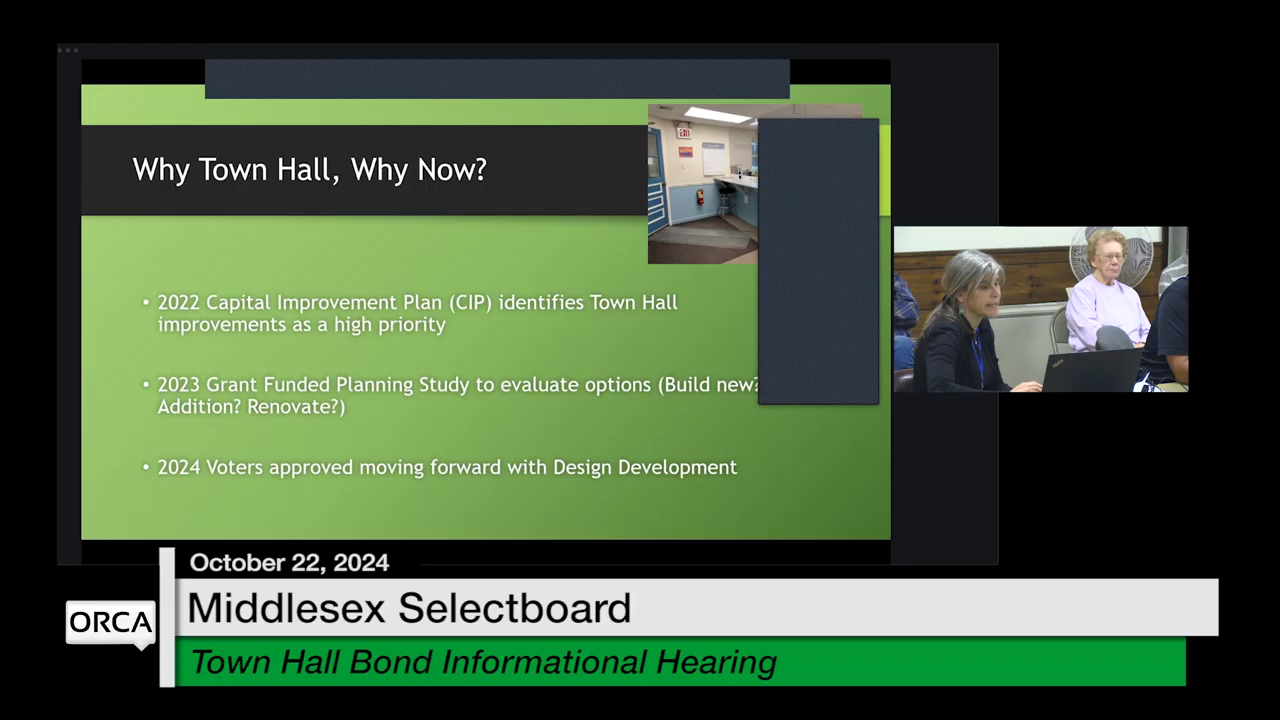 Why Town Hall, Why Now?
• 2022 Capital Improvement Plan (CIP) identifies Town Hall
improvements as a high priority
• 2023 Grant Funded Planning Study to evaluate options (Build new?
Addition? Renovate?)
• 2024 Voters approved moving forward with Design Development
October 22, 2024
ORCA
Middlesex Selectboard
Town Hall Bond Informational Hearing